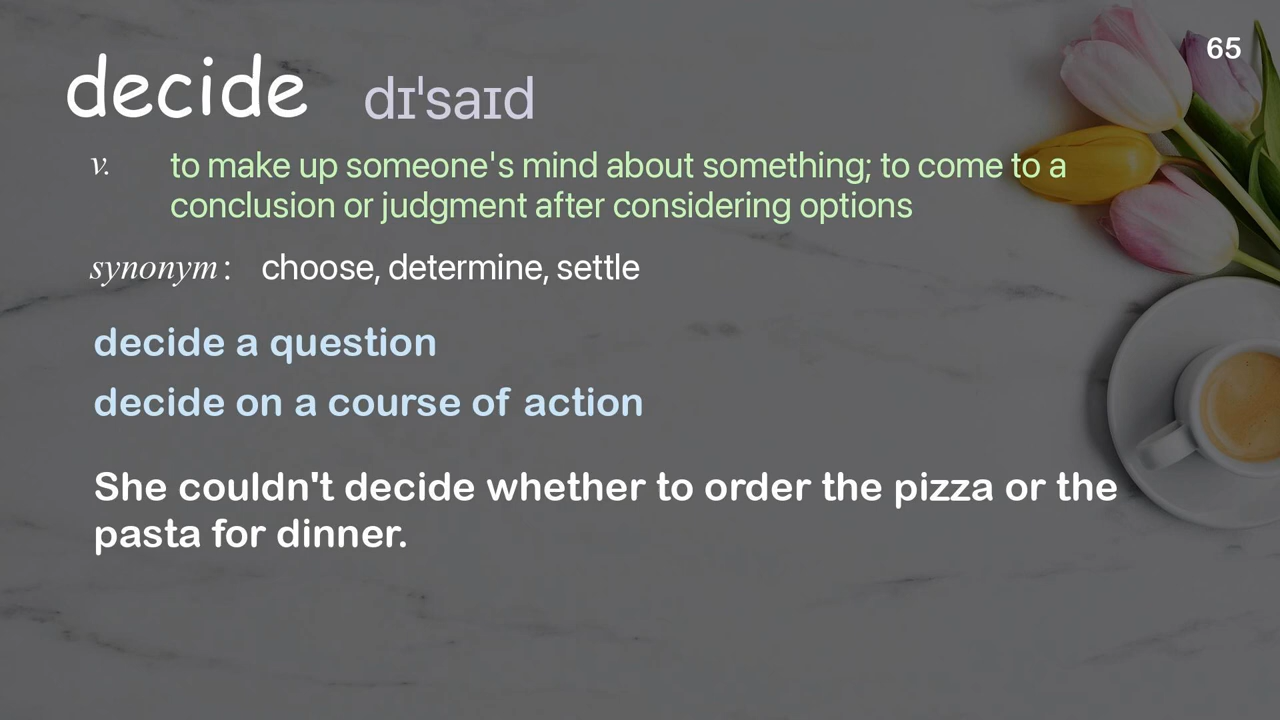 65
decide dɪˈsaɪd
v. to make up someone's mind about something; to come to a
conclusion or judgment after considering options
synonym: choose, determine, settle
decide a question
decide on a course of action
She couldn't decide whether to order the pizza or the
pasta for dinner.